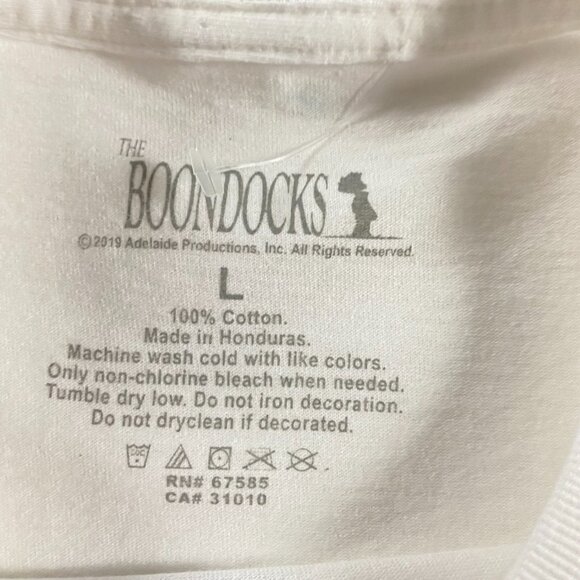 THE
BOONDOCKS
©2019 Adelaide Productions, Inc. All Rights Reserved.
L
100% Cotton.
Made in Honduras.
Machine wash cold with like colors.
Only non-chlorine bleach when needed.
Tumble dry low. Do not iron decoration.
Do not dryclean if decorated.
RN# 67585
CA# 31010